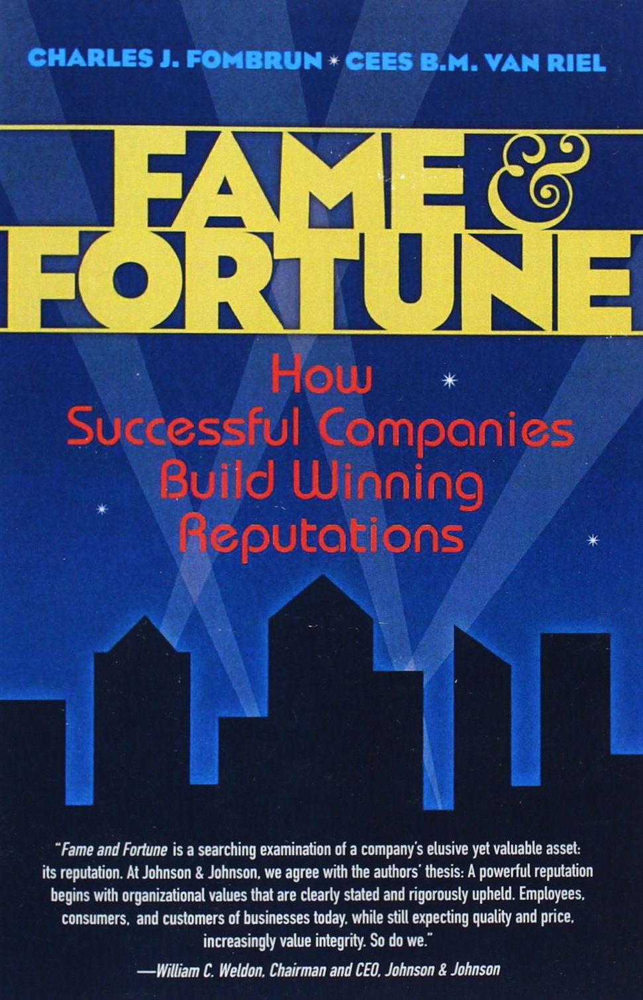 CHARLES J. FOMBRUN * CEES B.M. VAN RIEL
FAME &
FORTUNE
How
Successful Companies
Build Winning
Reputations
"Fame and Fortune is a searching examination of a company's elusive yet valuable asset:
its reputation. At Johnson & Johnson, we agree with the authors' thesis: A powerful reputation
begins with organizational values that are clearly stated and rigorously upheld. Employees,
consumers, and customers of businesses today, while still expecting quality and price,
increasingly value integrity. So do we."
—William C. Weldon, Chairman and CEO, Johnson & Johnson